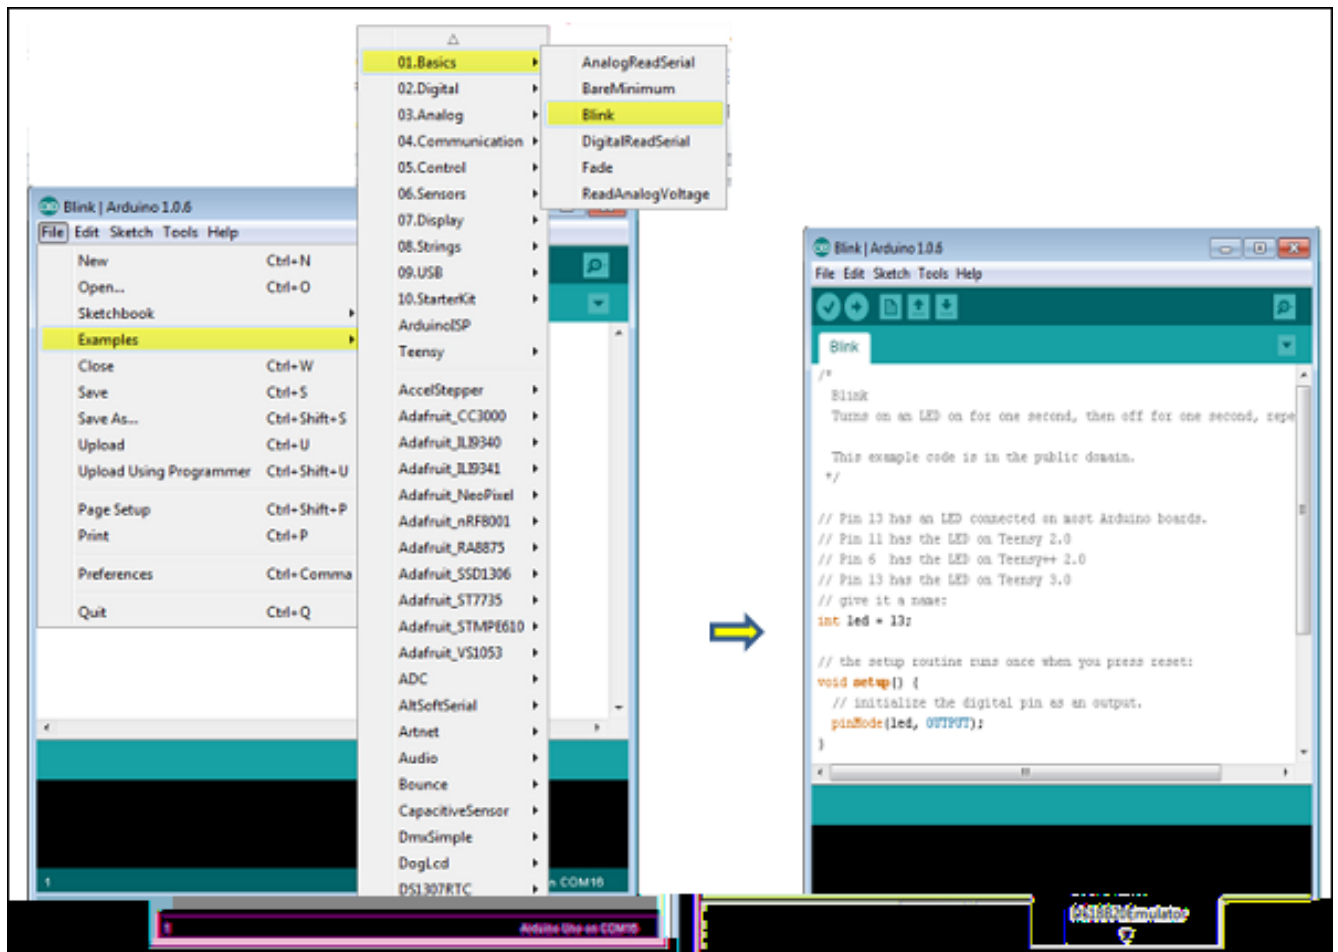 Blink | Arduino 1.0.6
File Edit Sketch Tools Help
New Ctrl+N
Open... Ctrl+O
Sketchbook
Examples
Close Ctrl+W
Save Ctrl+S
Save As... Ctrl+Shift+S
Upload Ctrl+U
Upload Using Programmer Ctrl+Shift+U
Page Setup Ctrl+Shift+P
Print Ctrl+P
Preferences Ctrl+Comma
Quit Ctrl+Q
01.Basics
02.Digital
03.Analog
04.Communication
05.Control
06.Sensors
07.Display
08.Strings
09.USB
10.StarterKit
ArduinoISP
Teensy
AccelStepper
Adafruit_CC3000
Adafruit_ILI9340
Adafruit_ILI9341
Adafruit_NeoPixel
Adafruit_nRF8001
Adafruit_RA8875
Adafruit_SSD1306
Adafruit_ST7735
Adafruit_STMPE610
Adafruit_VS1053
ADC
AltSoftSerial
Artnet
Audio
Bounce
CapacitiveSensor
DmxSimple
DogLcd
DS1307RTC
AnalogReadSerial
BareMinimum
Blink
DigitalReadSerial
Fade
ReadAnalogVoltage
1 on COM16
1 Arduino Uno on COM16
Blink | Arduino 1.0.6
File Edit Sketch Tools Help
Blink
/*
Blink
Turns on an LED on for one second, then off for one second, repe
This example code is in the public domain.
*/
// Pin 13 has an LED connected on most Arduino boards.
// Pin 11 has the LED on Teensy 2.0
// Pin 6 has the LED on Teensy++ 2.0
// Pin 13 has the LED on Teensy 3.0
// give it a name:
int led = 13;
// the setup routine runs once when you press reset:
void setup() {
// initialize the digital pin as an output.
pinMode(led, OUTPUT);
}